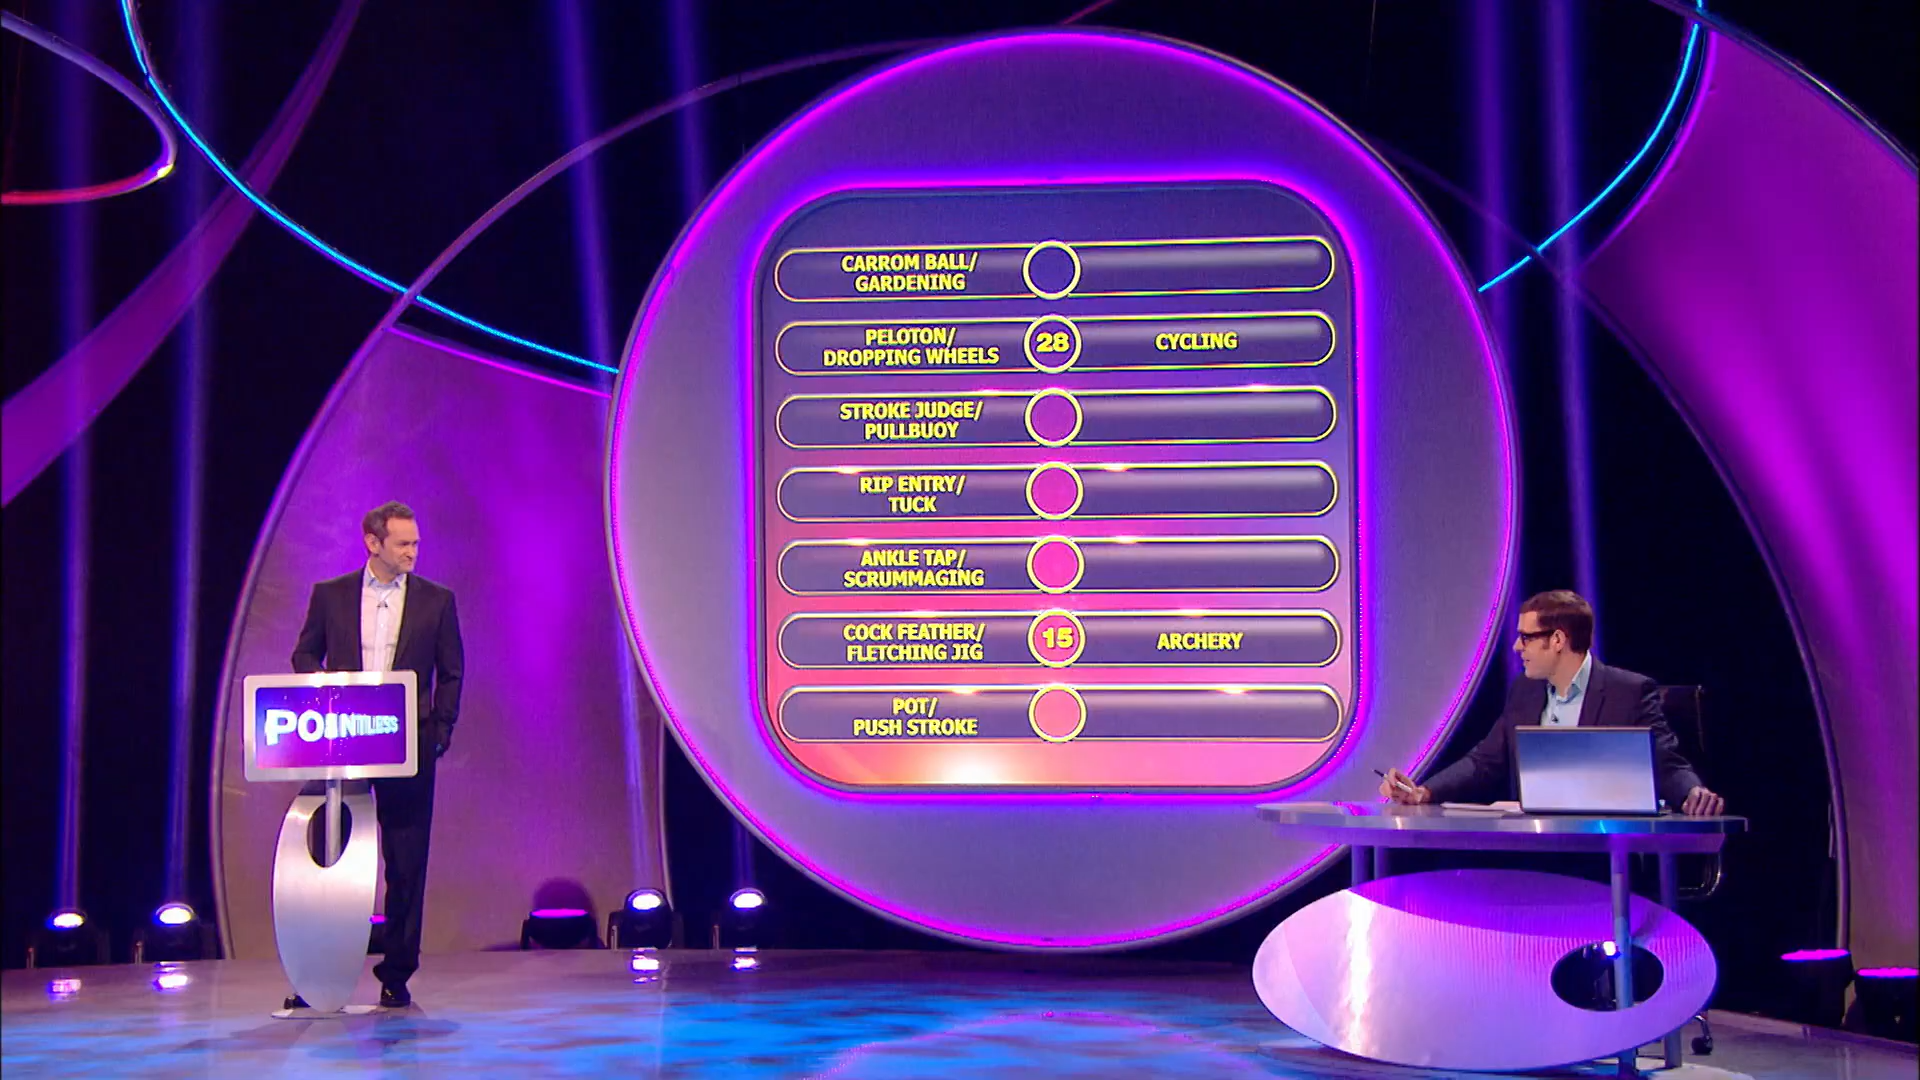 CARROM BALL/
GARDENING
PELOTON/
DROPPING WHEELS
28
CYCLING
STROKE JUDGE/
PULLBUOY
RIP ENTRY/
TUCK
ANKLE TAP/
SCRUMMAGING
COCK FEATHER/
FLETCHING JIG
15
ARCHERY
POT/
PUSH STROKE
POINTLESS